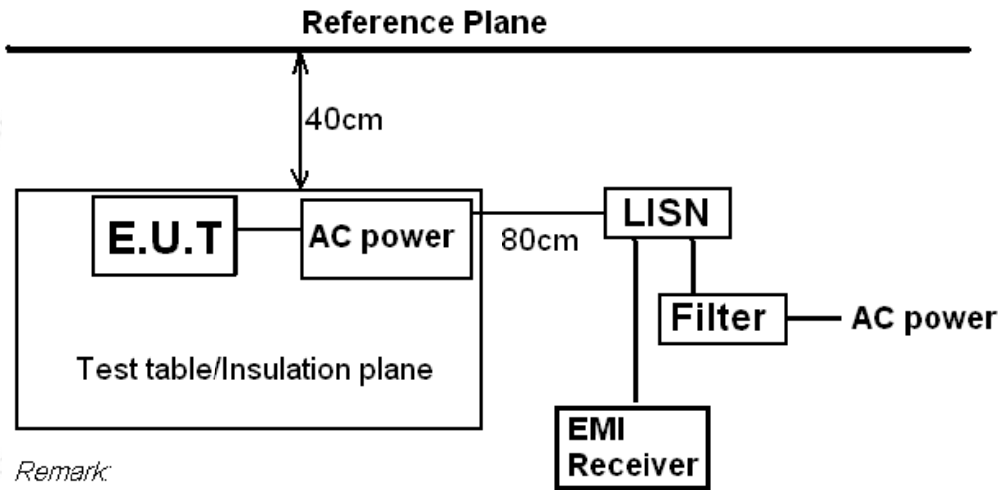 Reference Plane
40cm
E.U.T
AC power
80cm
LISN
Filter
AC power
Test table/Insulation plane
EMI
Receiver
Remark: